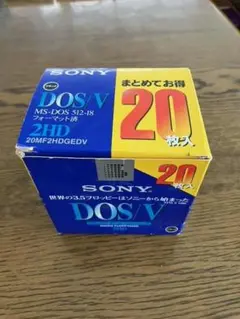 SONY
DOS/V
MS-DOS 512-18
フォーマット済
2HD
20MF2HDGEDV
まとめてお得
20
枚入
20
枚入
SONY
世界の3.5フロッピーはソニーから始まった
DOS/V